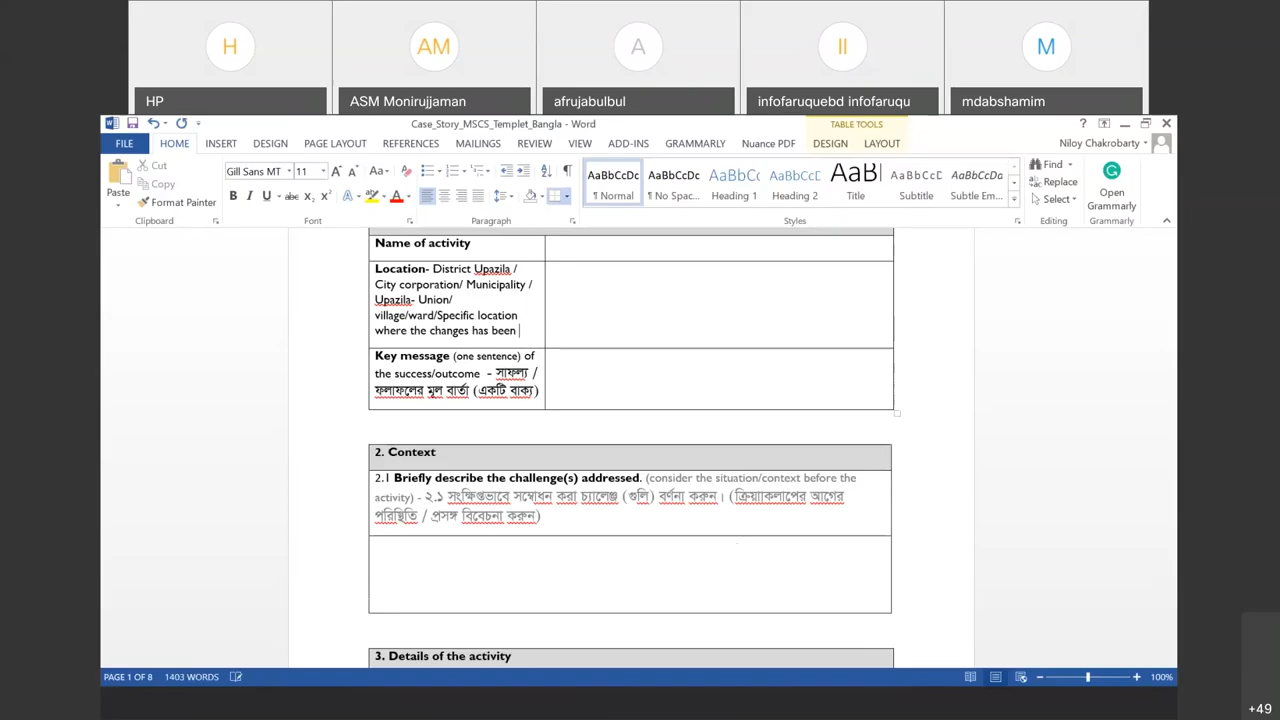 H
AM
A
II
M
HP
ASM Monirujjaman
afrujabulbul
infofaruquebd infofaruqu
mdabshamim
Case_Story_MSCS_Templet_Bangla - Word
TABLE TOOLS
?
FILE
HOME
INSERT
DESIGN
PAGE LAYOUT
REFERENCES
MAILINGS
REVIEW
VIEW
ADD-INS
GRAMMARLY
Nuance PDF
DESIGN
LAYOUT
Niloy Chakrobarty
Paste
Cut
Copy
Format Painter
Clipboard
Gill Sans MT
11
B I U abc x₂ x²
Font
Paragraph
AaBbCcDc
¶ Normal
AaBbCcDc
¶ No Spac...
AaBbCc
Heading 1
AaBbCcD
Heading 2
AaB
Title
AaBbCcD
Subtitle
AaBbCcDa
Subtle Em...
Styles
Find
Replace
Select
Editing
Open
Grammarly
Grammarly
Name of activity
Location- District Upazila /
City corporation/ Municipality /
Upazila- Union/
village/ward/Specific location
where the changes has been
Key message (one sentence) of
the success/outcome - সাফল্য /
ফলাফলের মূল বার্তা (একটি বাক্য)
2. Context
2.1 Briefly describe the challenge(s) addressed. (consider the situation/context before the
activity) - ২.১ সংক্ষিপ্তভাবে সম্বোধন করা চ্যালেঞ্জ (গুলি) বর্ণনা করুন। (ক্রিয়াকলাপের আগের
পরিস্থিতি / প্রসঙ্গ বিবেচনা করুন)
3. Details of the activity
PAGE 1 OF 8
1403 WORDS
100%
+49